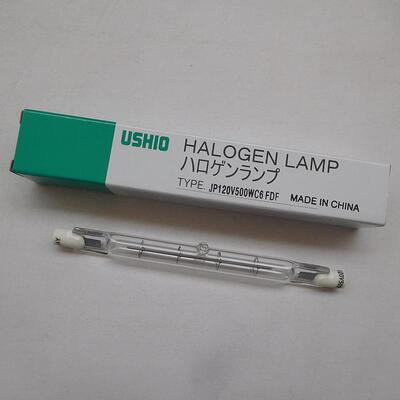 USHIO
HALOGEN LAMP
ハロゲンランプ
TYPE. JP120V500WC6 FDF MADE IN CHINA